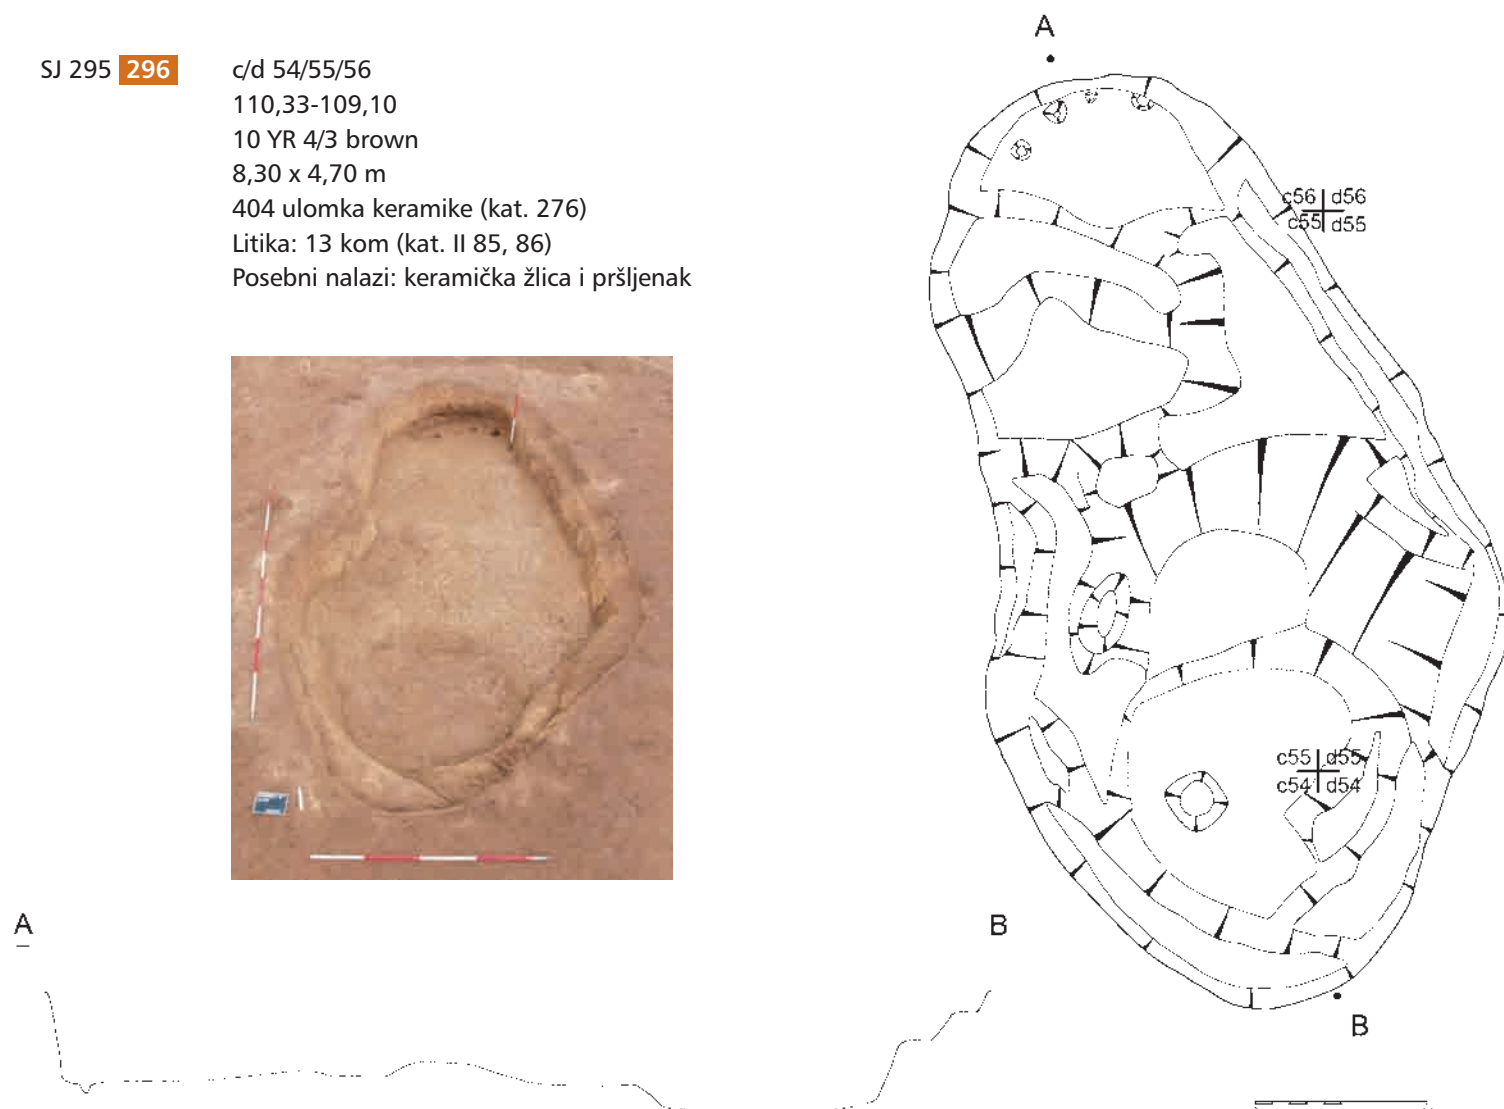 SJ 295 296
c/d 54/55/56
110,33-109,10
10 YR 4/3 brown
8,30 x 4,70 m
404 ulomka keramike (kat. 276)
Litika: 13 kom (kat. II 85, 86)
Posebni nalazi: keramička žlica i pršljenak
A
c56 d56
c55 d55
c55 d55
c54 d54
B
A
B